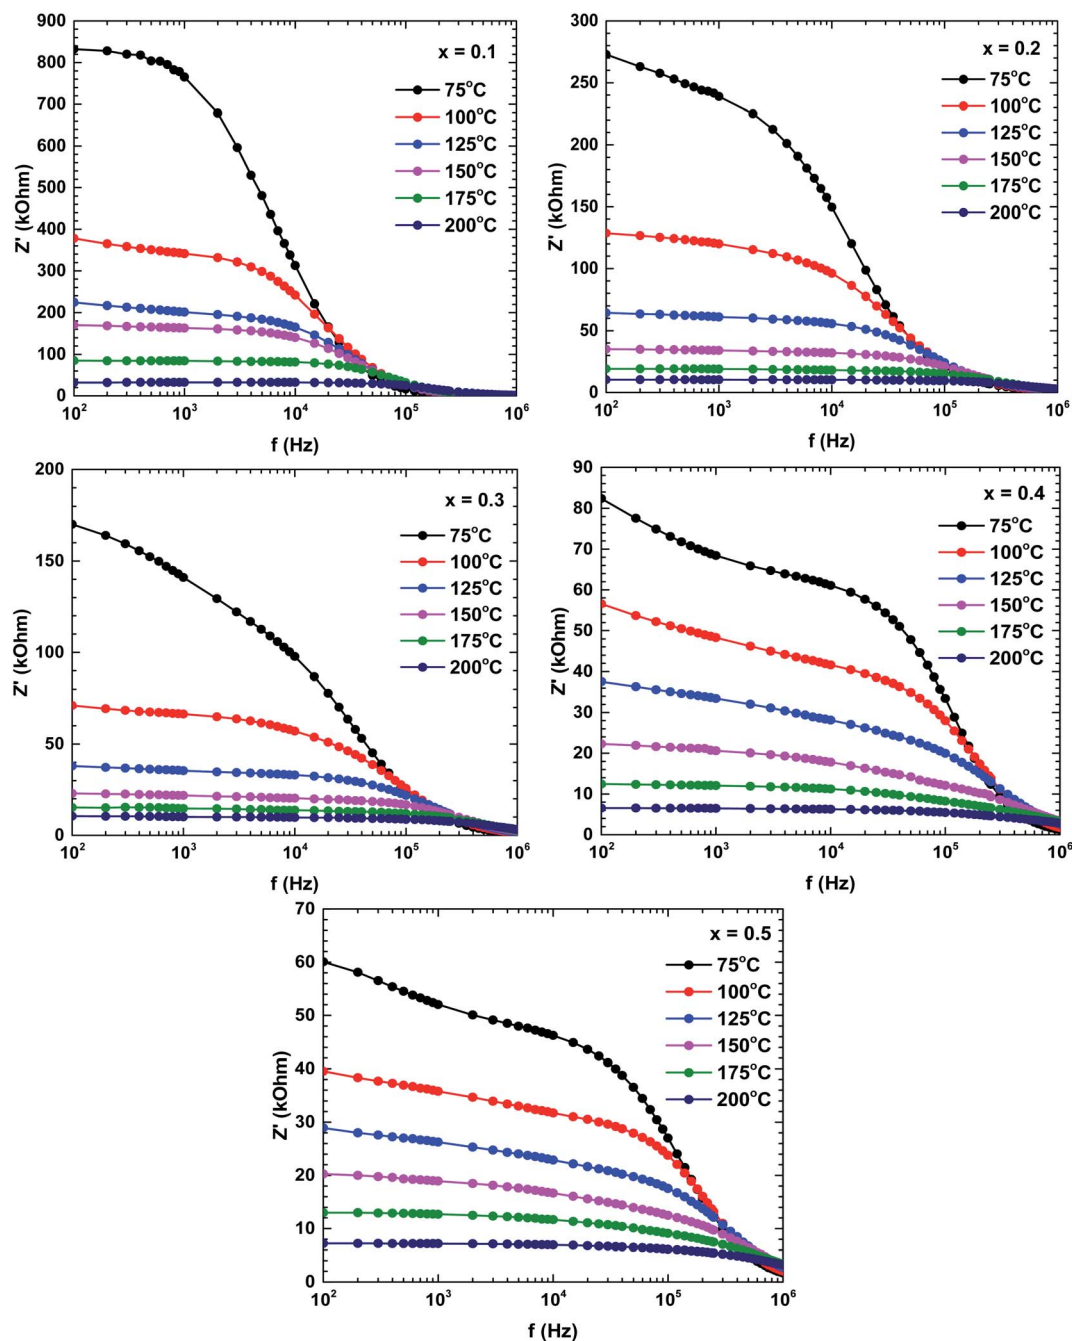 x = 0.1
75°C
100°C
125°C
150°C
175°C
200°C
Z' (kOhm)
900
800
700
600
500
400
300
200
100
0
10² 10³ 10⁴ 10⁵ 10⁶
f (Hz)
x = 0.2
75°C
100°C
125°C
150°C
175°C
200°C
Z' (kOhm)
300
250
200
150
100
50
0
10² 10³ 10⁴ 10⁵ 10⁶
f (Hz)
x = 0.3
75°C
100°C
125°C
150°C
175°C
200°C
Z' (kOhm)
200
150
100
50
0
10² 10³ 10⁴ 10⁵ 10⁶
f (Hz)
x = 0.4
75°C
100°C
125°C
150°C
175°C
200°C
Z' (kOhm)
90
80
70
60
50
40
30
20
10
0
10² 10³ 10⁴ 10⁵ 10⁶
f (Hz)
x = 0.5
75°C
100°C
125°C
150°C
175°C
200°C
Z' (kOhm)
70
60
50
40
30
20
10
0
10² 10³ 10⁴ 10⁵ 10⁶
f (Hz)